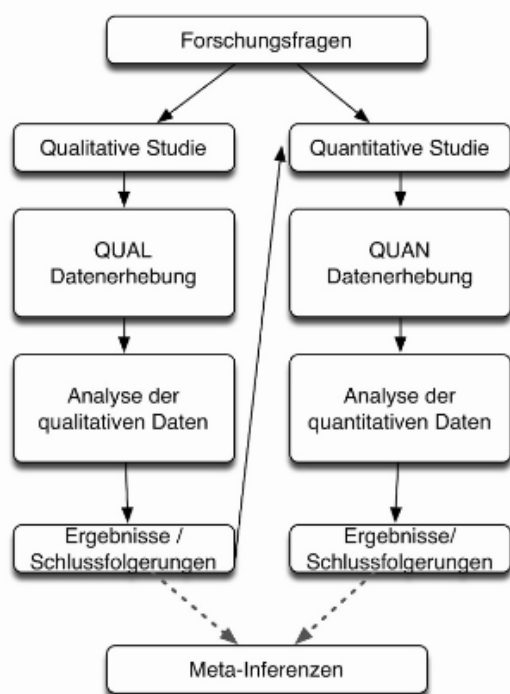 Forschungsfragen
Qualitative Studie
QUAL
Datenerhebung
Analyse der
qualitativen Daten
Ergebnisse /
Schlussfolgerungen
Quantitative Studie
QUAN
Datenerhebung
Analyse der
quantitativen Daten
Ergebnisse/
Schlussfolgerungen
Meta-Inferenzen